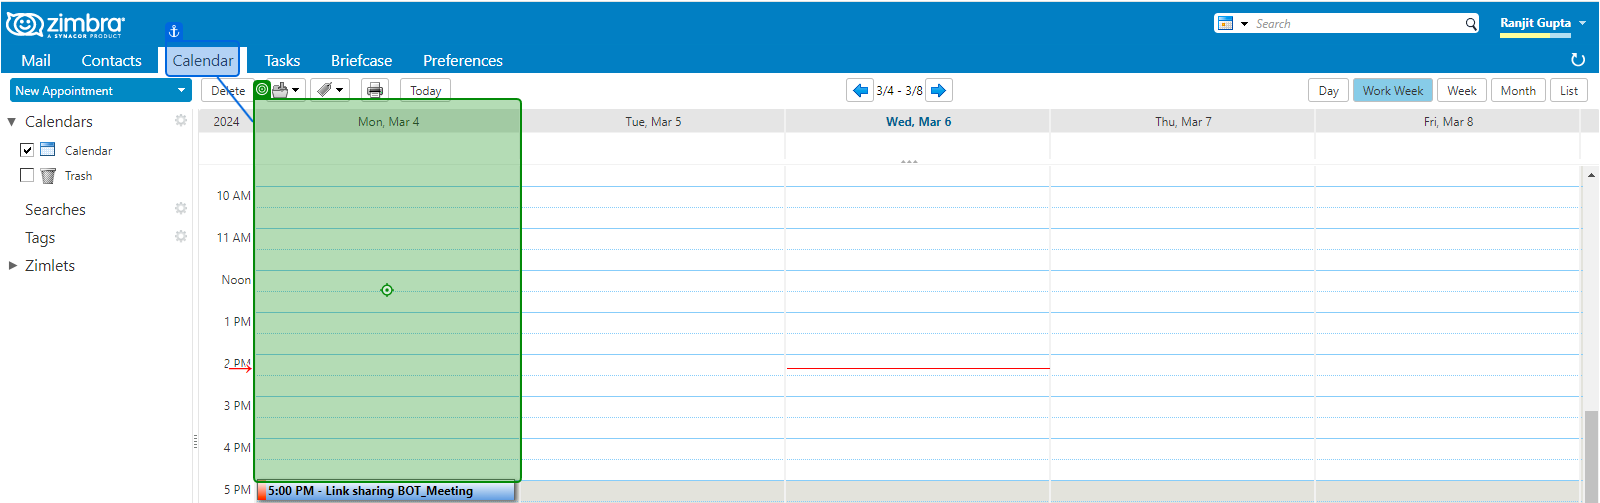 zimbra
A SYNACOR PRODUCT
Search
Ranjit Gupta
Mail Contacts Calendar Tasks Briefcase Preferences
New Appointment
Delete Today 3/4 - 3/8 Day Work Week Week Month List
Calendars
Calendar
Trash
Searches
Tags
Zimlets
2024 Mon, Mar 4 Tue, Mar 5 Wed, Mar 6 Thu, Mar 7 Fri, Mar 8
10 AM
11 AM
Noon
1 PM
2 PM
3 PM
4 PM
5 PM 5:00 PM - Link sharing BOT_Meeting